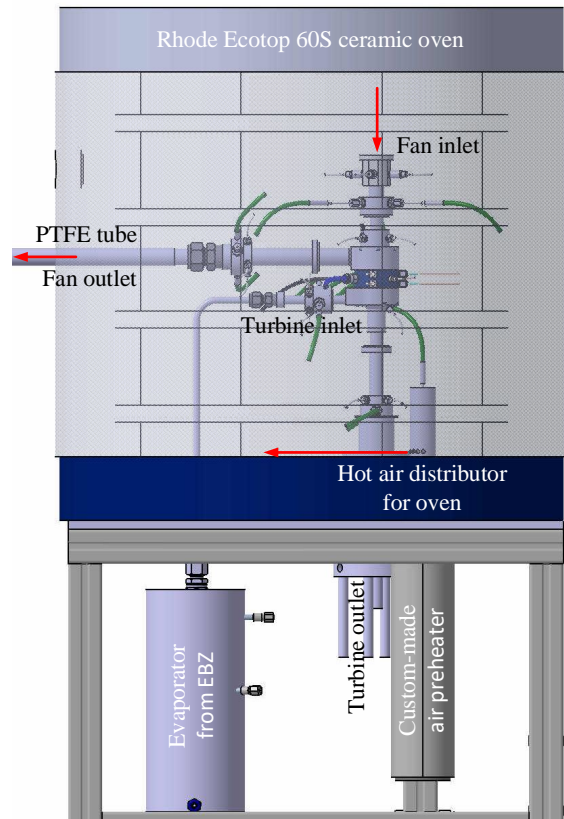 Rhode Ecotop 60S ceramic oven
Fan inlet
PTFE tube
Fan outlet
Turbine inlet
Hot air distributor
for oven
Evaporator
from EBZ
Turbine outlet
Custom-made
air preheater